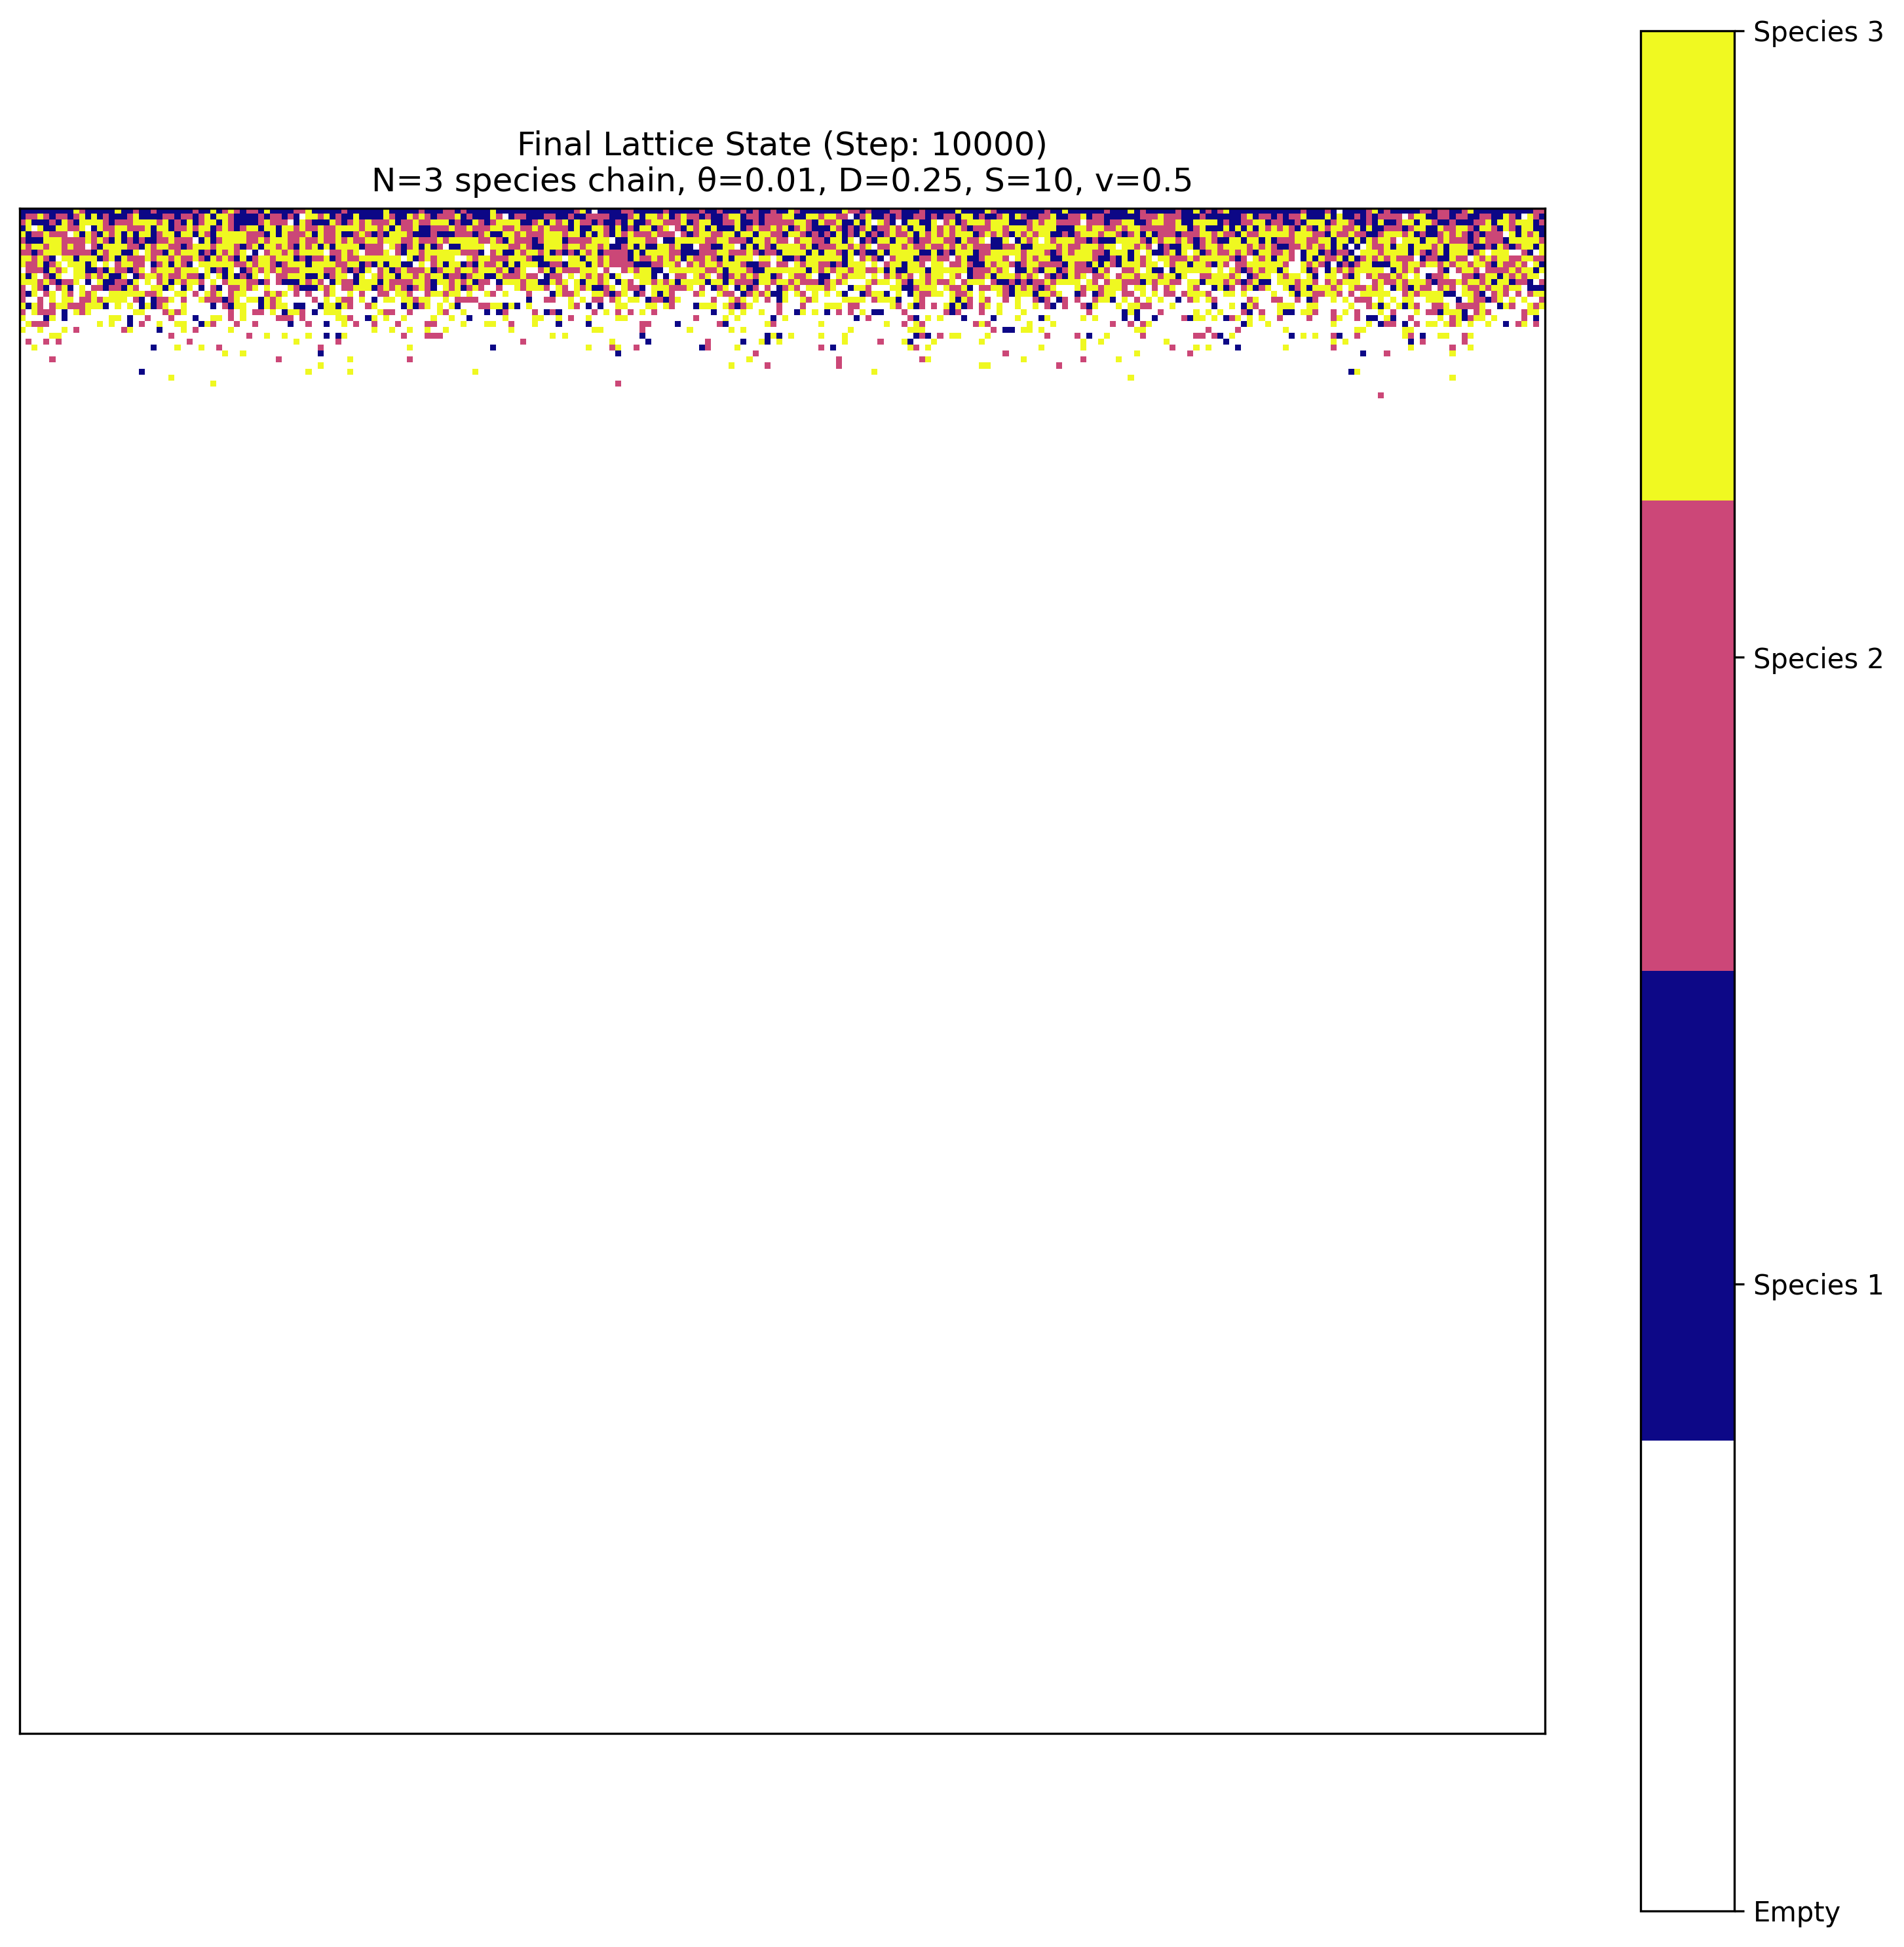 Final Lattice State (Step: 10000)
N=3 species chain, θ=0.01, D=0.25, S=10, v=0.5
Species 3
Species 2
Species 1
Empty